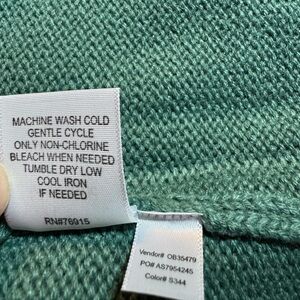 MACHINE WASH COLD
GENTLE CYCLE
ONLY NON-CHLORINE
BLEACH WHEN NEEDED
TUMBLE DRY LOW
COOL IRON
IF NEEDED
RN#76915
Vendor# OB35479
PO# AS7954245
Color# S344